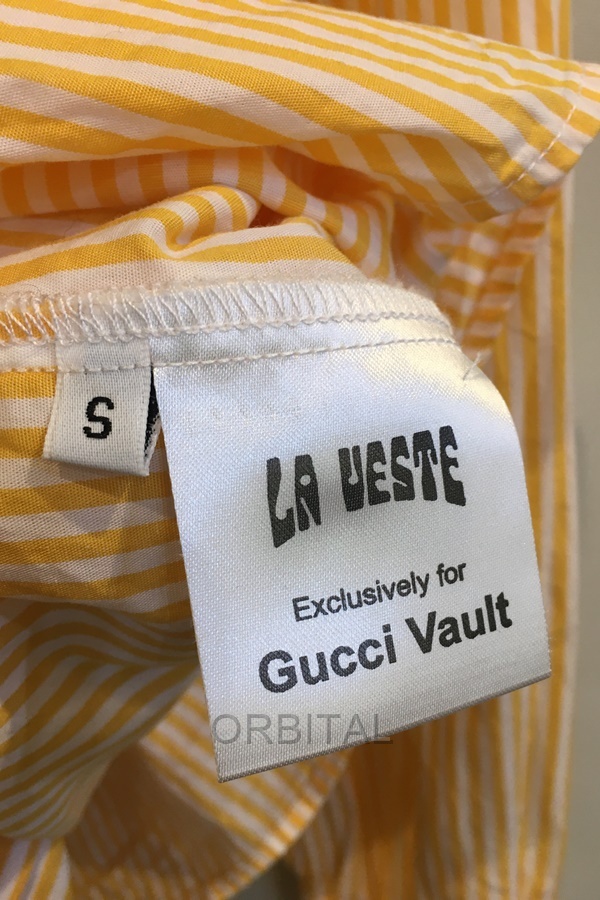 S
LA VESTE
Exclusively for
Gucci Vault
ORBITAL